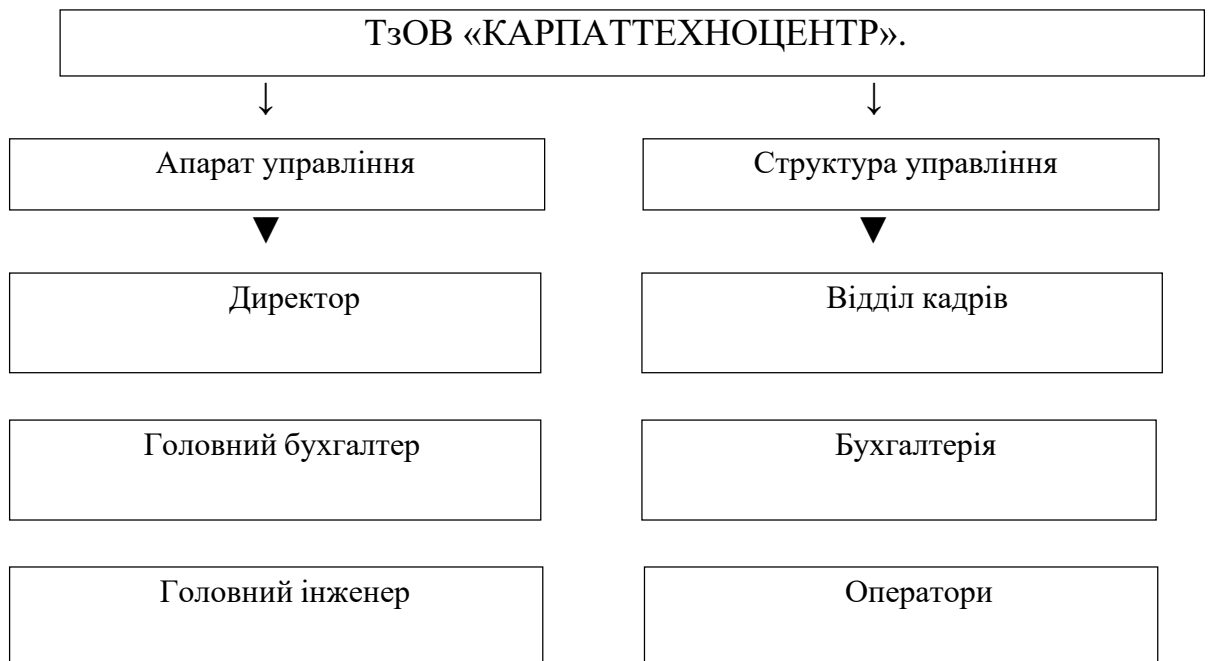 ТзОВ «КАРПАТТЕХНОЦЕНТР».
Апарат управління
Структура управління
Директор
Відділ кадрів
Головний бухгалтер
Бухгалтерія
Головний інженер
Оператори